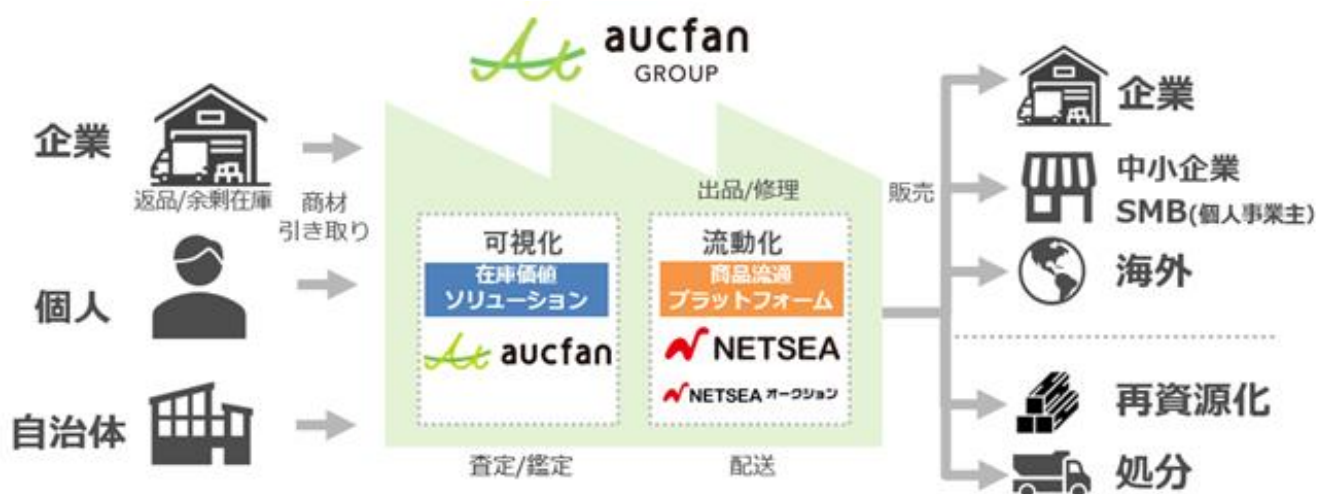 aucfan
GROUP
企業
返品/余剰在庫
個人
自治体
商材
引き取り
出品/修理
可視化
在庫価値
ソリューション
aucfan
流動化
商品流通
プラットフォーム
NETSEA
NETSEA オークション
査定/鑑定
配送
販売
企業
中小企業
SMB(個人事業主)
海外
再資源化
処分